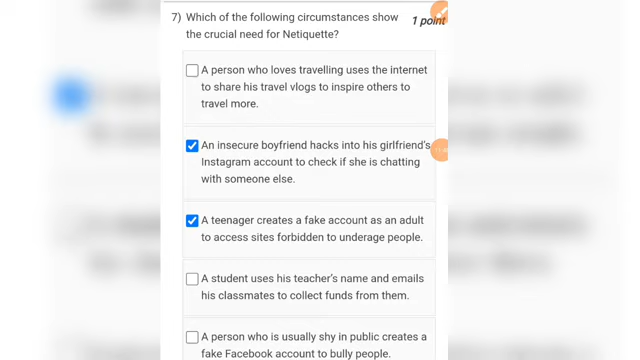 7) Which of the following circumstances show 1 point
the crucial need for Netiquette?
A person who loves travelling uses the internet
to share his travel vlogs to inspire others to
travel more.
An insecure boyfriend hacks into his girlfriend's
Instagram account to check if she is chatting
with someone else.
A teenager creates a fake account as an adult
to access sites forbidden to underage people.
A student uses his teacher's name and emails
his classmates to collect funds from them.
A person who is usually shy in public creates a
fake Facebook account to bully people.